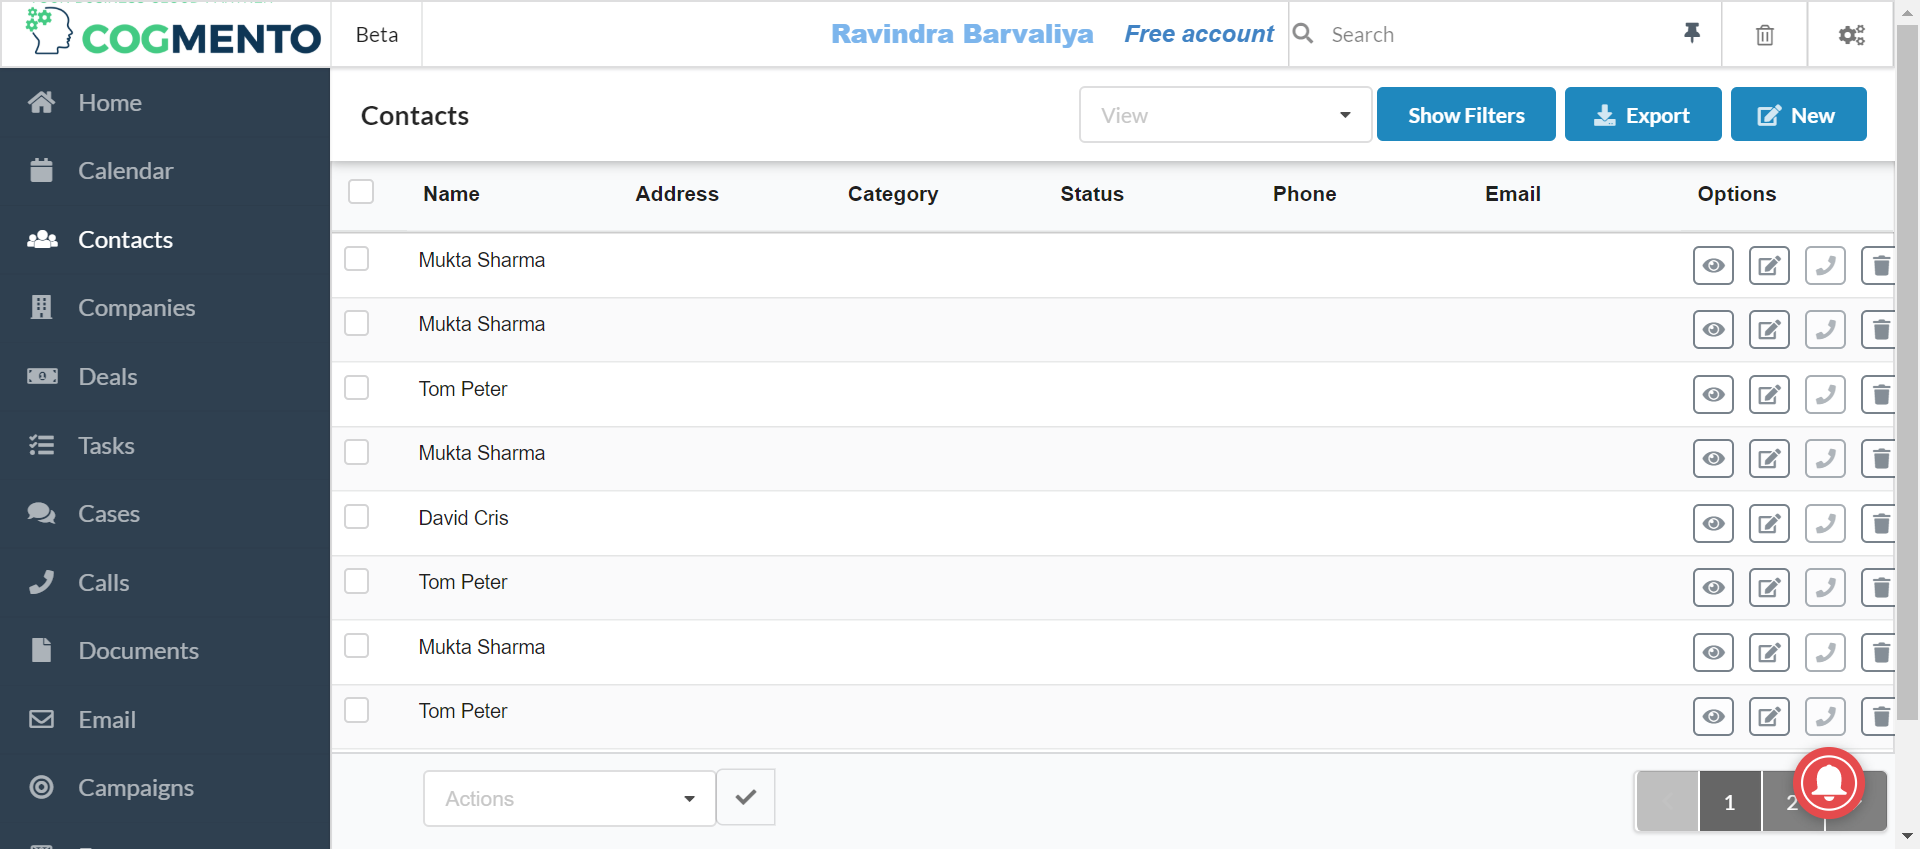 COGMENTO
Beta
Ravindra Barvaliya
Free account
Search
Home
Calendar
Contacts
Companies
Deals
Tasks
Cases
Calls
Documents
Email
Campaigns
Contacts
View
Show Filters
Export
New
Name Address Category Status Phone Email Options
Mukta Sharma
Mukta Sharma
Tom Peter
Mukta Sharma
David Cris
Tom Peter
Mukta Sharma
Tom Peter
Actions
1
2